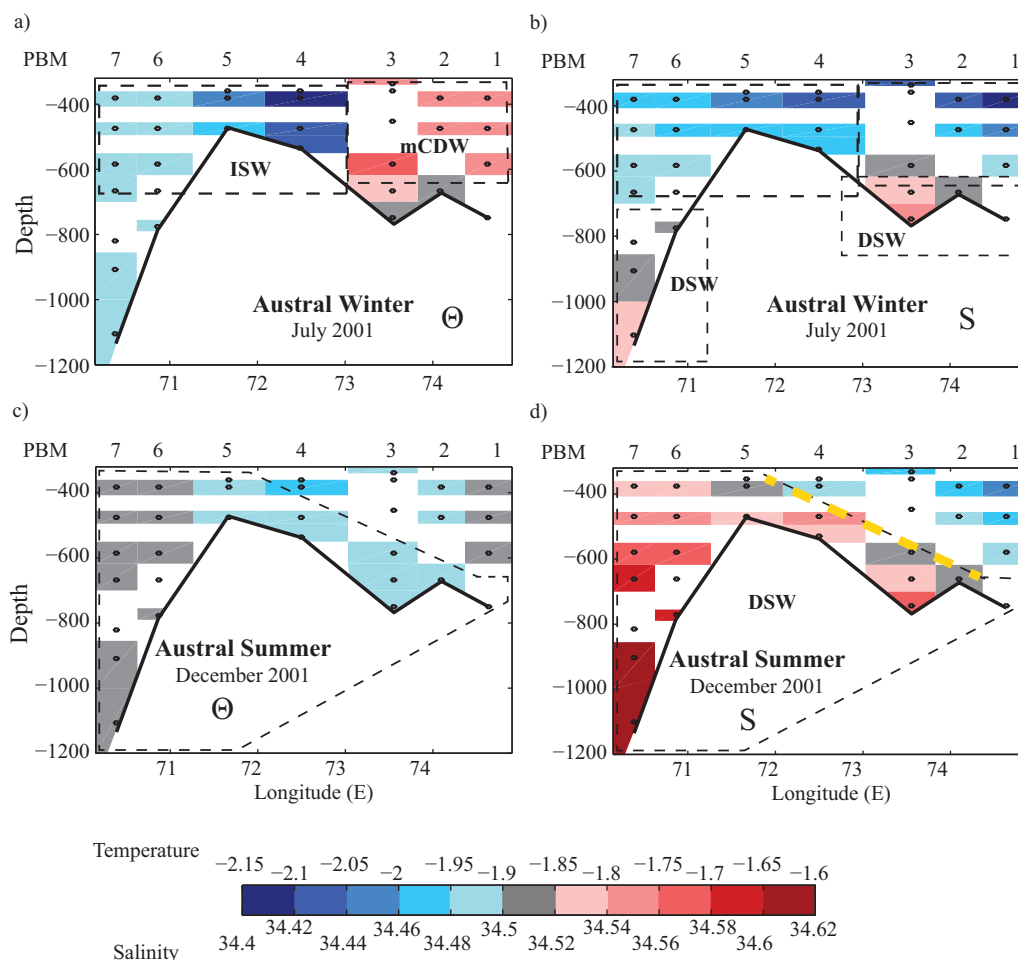 a)
b)
PBM 7 6 5 4 3 2 1
PBM 7 6 5 4 3 2 1
−400
−600
−800
−1000
−1200
Depth
ISW
mCDW
Austral Winter
July 2001
Θ
71 72 73 74
−400
−600
−800
−1000
−1200
DSW
DSW
Austral Winter
July 2001
S
71 72 73 74
c)
d)
PBM 7 6 5 4 3 2 1
PBM 7 6 5 4 3 2 1
−400
−600
−800
−1000
−1200
Depth
Austral Summer
December 2001
Θ
71 72 73 74
Longitude (E)
−400
−600
−800
−1000
−1200
DSW
Austral Summer
December 2001
S
71 72 73 74
Longitude (E)
Temperature
−2.15 −2.05 −1.95 −1.85 −1.75 −1.65
−2.1 −2 −1.9 −1.8 −1.7 −1.6
34.42 34.46 34.5 34.54 34.58 34.62
34.4 34.44 34.48 34.52 34.56 34.6
Salinity